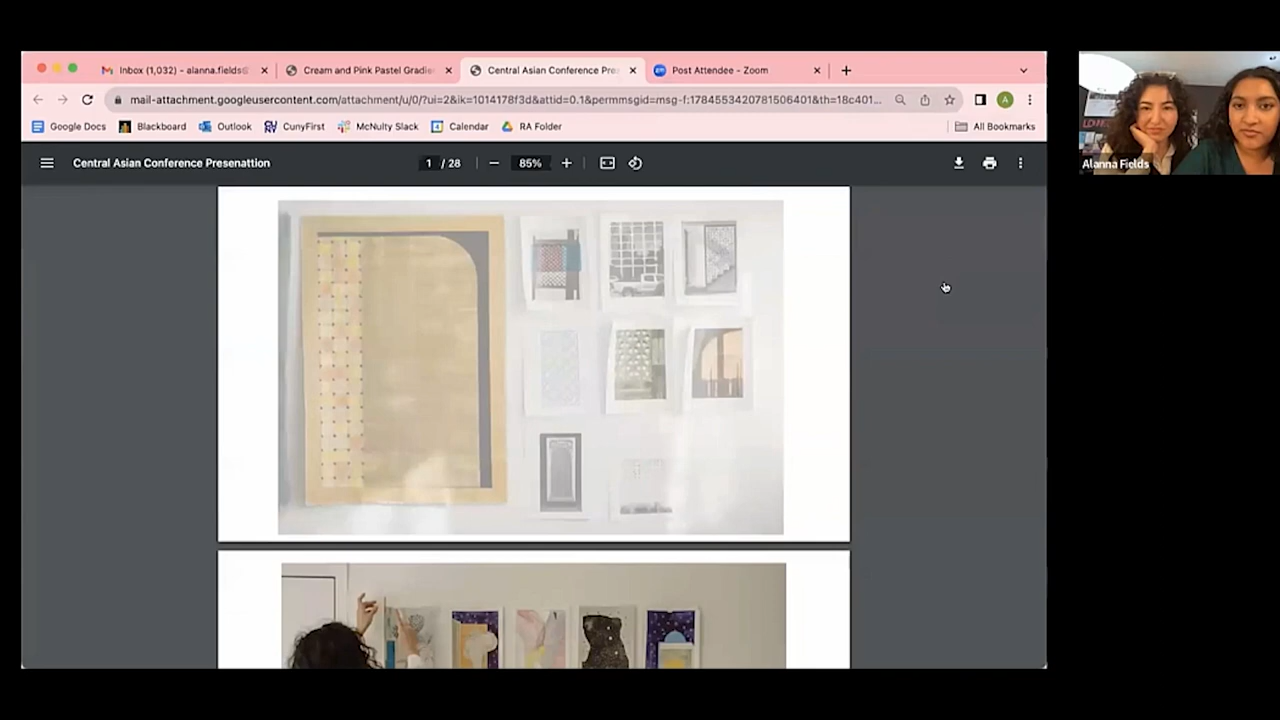 Inbox (1,032) - alanna.fields@
Cream and Pink Pastel Gradie
Central Asian Conference Pre
Post Attendee - Zoom
mail-attachment.googleusercontent.com/attachment/u/0/?ui=2&ik=1014178f3d&attid=0.1&permmsgid=msg-f:1784553420781506401&th=18c401...
A
Google Docs
Blackboard
Outlook
CunyFirst
McNulty Slack
Calendar
RA Folder
All Bookmarks
Central Asian Conference Presenattion
1 / 28
85%
Alanna Fields